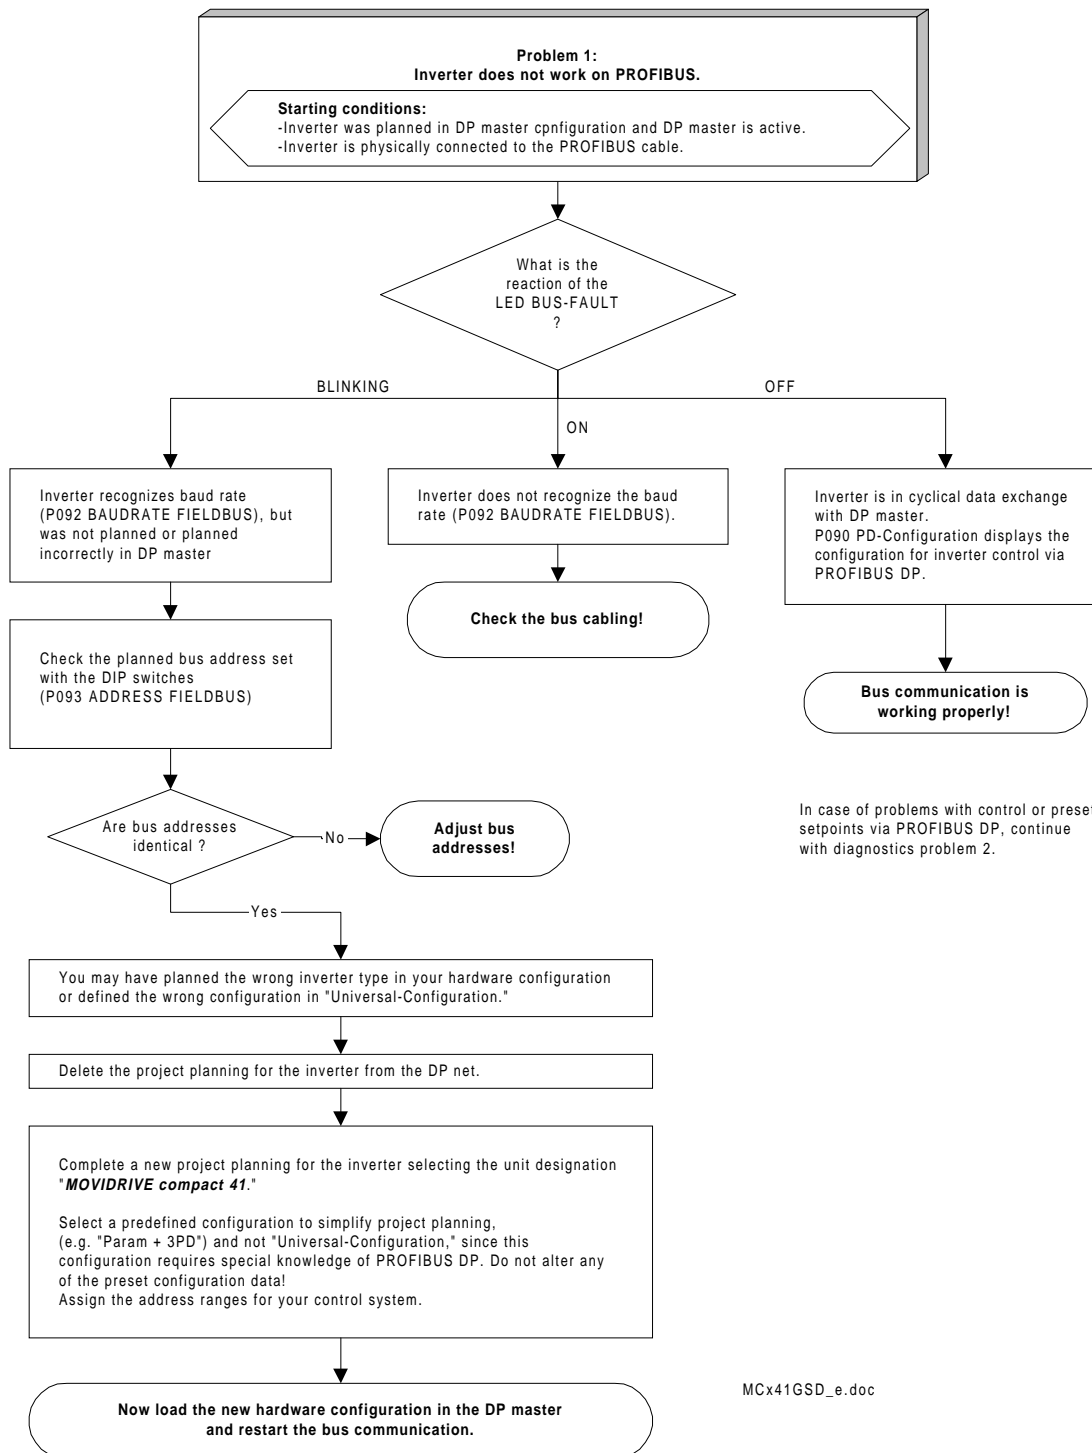 Problem 1:
Inverter does not work on PROFIBUS.
Starting conditions:
-Inverter was planned in DP master cpnfiguration and DP master is active.
-Inverter is physically connected to the PROFIBUS cable.
What is the
reaction of the
LED BUS-FAULT
?
BLINKING
ON
OFF
Inverter recognizes baud rate
(P092 BAUDRATE FIELDBUS), but
was not planned or planned
incorrectly in DP master
Inverter does not recognize the baud
rate (P092 BAUDRATE FIELDBUS).
Inverter is in cyclical data exchange
with DP master.
P090 PD-Configuration displays the
configuration for inverter control via
PROFIBUS DP.
Check the bus cabling!
Check the planned bus address set
with the DIP switches
(P093 ADDRESS FIELDBUS)
Bus communication is
working properly!
Are bus addresses
identical ?
No
Adjust bus
addresses!
In case of problems with control or preset
setpoints via PROFIBUS DP, continue
with diagnostics problem 2.
Yes
You may have planned the wrong inverter type in your hardware configuration
or defined the wrong configuration in "Universal-Configuration."
Delete the project planning for the inverter from the DP net.
Complete a new project planning for the inverter selecting the unit designation
"MOVIDRIVE compact 41."
Select a predefined configuration to simplify project planning,
(e.g. "Param + 3PD") and not "Universal-Configuration," since this
configuration requires special knowledge of PROFIBUS DP. Do not alter any
of the preset configuration data!
Assign the address ranges for your control system.
Now load the new hardware configuration in the DP master
and restart the bus communication.
MCx41GSD_e.doc